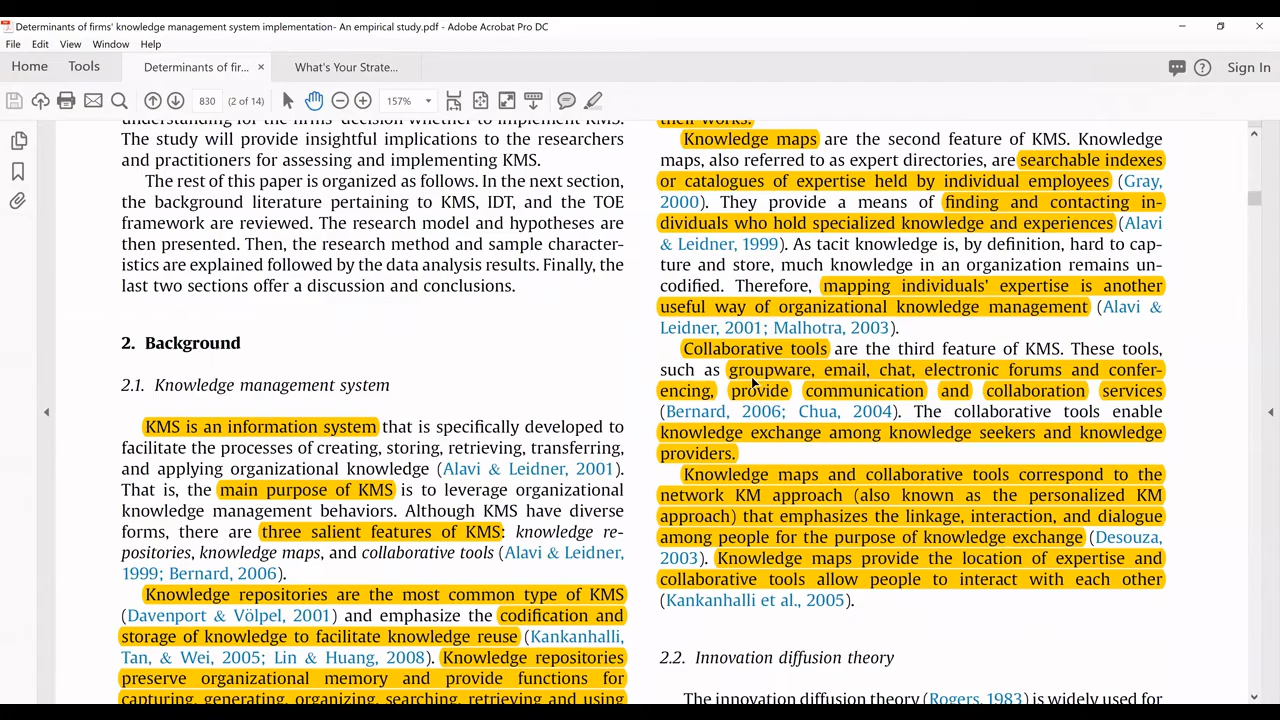 Determinants of firms' knowledge management system implementation- An empirical study.pdf - Adobe Acrobat Pro DC
File Edit View Window Help
Home Tools Determinants of fir... × What's Your Strate... Sign In
830 (2 of 14) 157%
understanding for the firms' decision whether to implement KMS.
The study will provide insightful implications to the researchers
and practitioners for assessing and implementing KMS.
The rest of this paper is organized as follows. In the next section,
the background literature pertaining to KMS, IDT, and the TOE
framework are reviewed. The research model and hypotheses are
then presented. Then, the research method and sample character-
istics are explained followed by the data analysis results. Finally, the
last two sections offer a discussion and conclusions.
2. Background
2.1. Knowledge management system
KMS is an information system that is specifically developed to
facilitate the processes of creating, storing, retrieving, transferring,
and applying organizational knowledge (Alavi & Leidner, 2001).
That is, the main purpose of KMS is to leverage organizational
knowledge management behaviors. Although KMS have diverse
forms, there are three salient features of KMS: knowledge re-
positories, knowledge maps, and collaborative tools (Alavi & Leidner,
1999; Bernard, 2006).
Knowledge repositories are the most common type of KMS
(Davenport & Völpel, 2001) and emphasize the codification and
storage of knowledge to facilitate knowledge reuse (Kankanhalli,
Tan, & Wei, 2005; Lin & Huang, 2008). Knowledge repositories
preserve organizational memory and provide functions for
capturing, generating, organizing, searching, retrieving and using
their works.
Knowledge maps are the second feature of KMS. Knowledge
maps, also referred to as expert directories, are searchable indexes
or catalogues of expertise held by individual employees (Gray,
2000). They provide a means of finding and contacting in-
dividuals who hold specialized knowledge and experiences (Alavi
& Leidner, 1999). As tacit knowledge is, by definition, hard to cap-
ture and store, much knowledge in an organization remains un-
codified. Therefore, mapping individuals' expertise is another
useful way of organizational knowledge management (Alavi &
Leidner, 2001; Malhotra, 2003).
Collaborative tools are the third feature of KMS. These tools,
such as groupware, email, chat, electronic forums and confer-
encing, provide communication and collaboration services
(Bernard, 2006; Chua, 2004). The collaborative tools enable
knowledge exchange among knowledge seekers and knowledge
providers.
Knowledge maps and collaborative tools correspond to the
network KM approach (also known as the personalized KM
approach) that emphasizes the linkage, interaction, and dialogue
among people for the purpose of knowledge exchange (Desouza,
2003). Knowledge maps provide the location of expertise and
collaborative tools allow people to interact with each other
(Kankanhalli et al., 2005).
2.2. Innovation diffusion theory
The innovation diffusion theory (Rogers, 1983) is widely used for